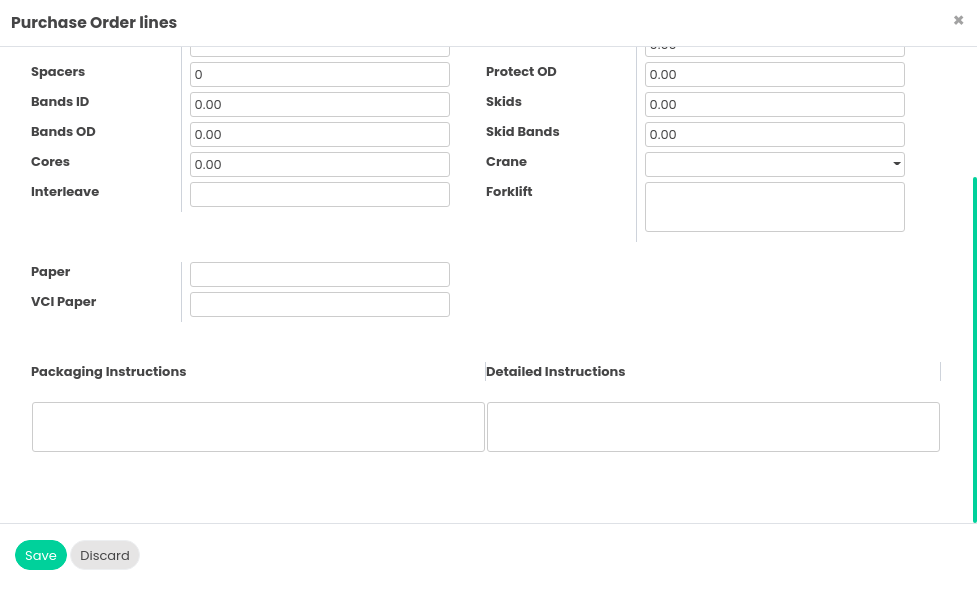 Purchase Order lines ✖
0.00
Spacers 0 Protect OD 0.00
Bands ID 0.00 Skids 0.00
Bands OD 0.00 Skid Bands 0.00
Cores 0.00 Crane
Interleave Forklift
Paper
VCI Paper
Packaging Instructions Detailed Instructions
Save Discard